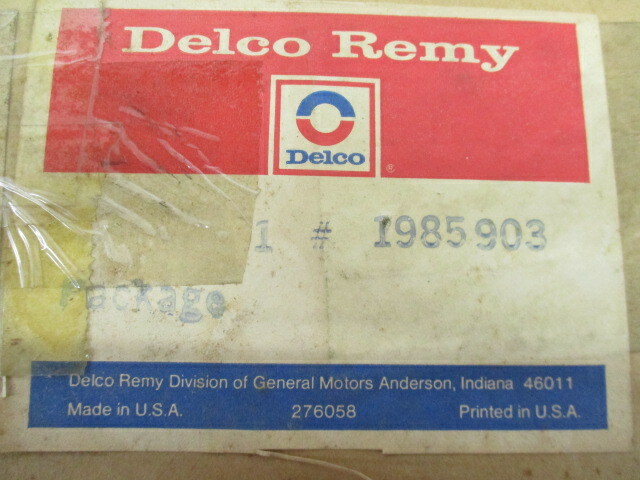 Delco Remy
Delco
®
1 # 1985903
Package
Delco Remy Division of General Motors Anderson, Indiana 46011
Made in U.S.A. 276058 Printed in U.S.A.